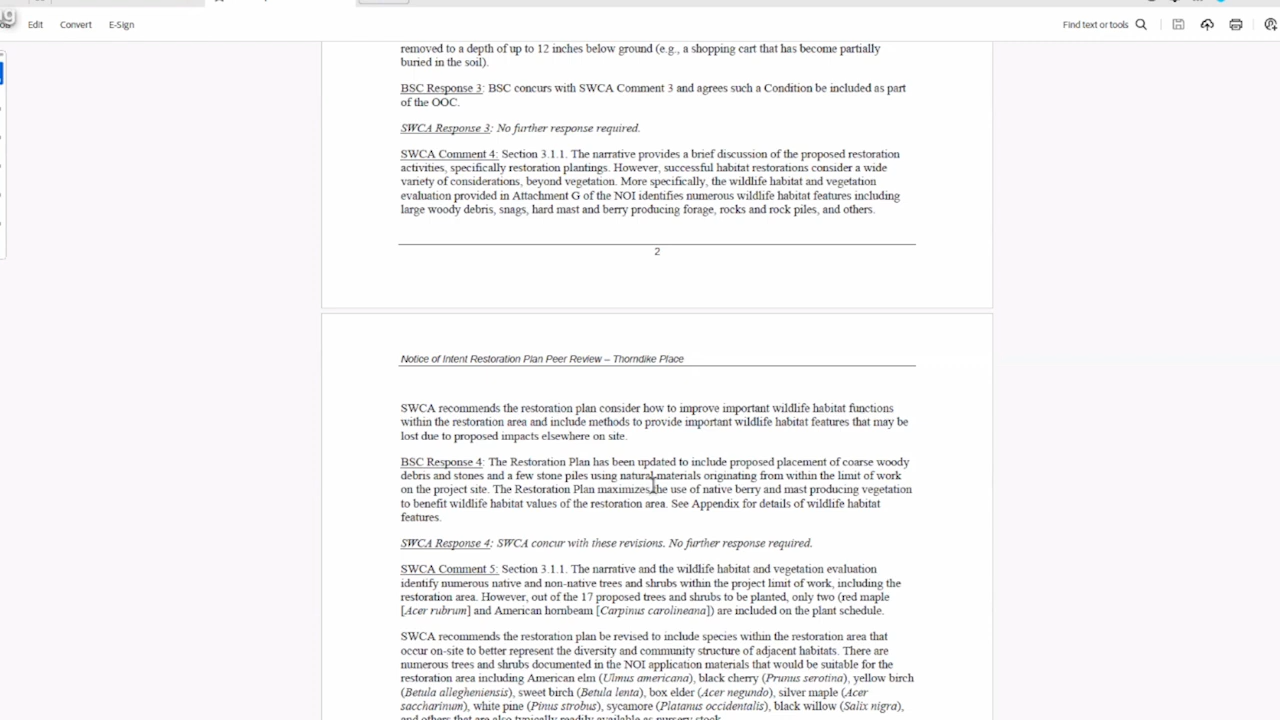 Edit Convert E-Sign Find text or tools
removed to a depth of up to 12 inches below ground (e.g., a shopping cart that has become partially
buried in the soil).
BSC Response 3: BSC concurs with SWCA Comment 3 and agrees such a Condition be included as part
of the OOC.
SWCA Response 3: No further response required.
SWCA Comment 4: Section 3.1.1. The narrative provides a brief discussion of the proposed restoration
activities, specifically restoration plantings. However, successful habitat restorations consider a wide
variety of considerations, beyond vegetation. More specifically, the wildlife habitat and vegetation
evaluation provided in Attachment G of the NOI identifies numerous wildlife habitat features including
large woody debris, snags, hard mast and berry producing forage, rocks and rock piles, and others.
2
Notice of Intent Restoration Plan Peer Review – Thorndike Place
SWCA recommends the restoration plan consider how to improve important wildlife habitat functions
within the restoration area and include methods to provide important wildlife habitat features that may be
lost due to proposed impacts elsewhere on site.
BSC Response 4: The Restoration Plan has been updated to include proposed placement of coarse woody
debris and stones and a few stone piles using natural materials originating from within the limit of work
on the project site. The Restoration Plan maximizes the use of native berry and mast producing vegetation
to benefit wildlife habitat values of the restoration area. See Appendix for details of wildlife habitat
features.
SWCA Response 4: SWCA concur with these revisions. No further response required.
SWCA Comment 5: Section 3.1.1. The narrative and the wildlife habitat and vegetation evaluation
identify numerous native and non-native trees and shrubs within the project limit of work, including the
restoration area. However, out of the 17 proposed trees and shrubs to be planted, only two (red maple
[Acer rubrum] and American hornbeam [Carpinus carolineana]) are included on the plant schedule.
SWCA recommends the restoration plan be revised to include species within the restoration area that
occur on-site to better represent the diversity and community structure of adjacent habitats. There are
numerous trees and shrubs documented in the NOI application materials that would be suitable for the
restoration area including American elm (Ulmus americana), black cherry (Prunus serotina), yellow birch
(Betula allegheniensis), sweet birch (Betula lenta), box elder (Acer negundo), silver maple (Acer
saccharinum), white pine (Pinus strobus), sycamore (Platanus occidentalis), black willow (Salix nigra),
and others that are also typically readily available as nursery stock.